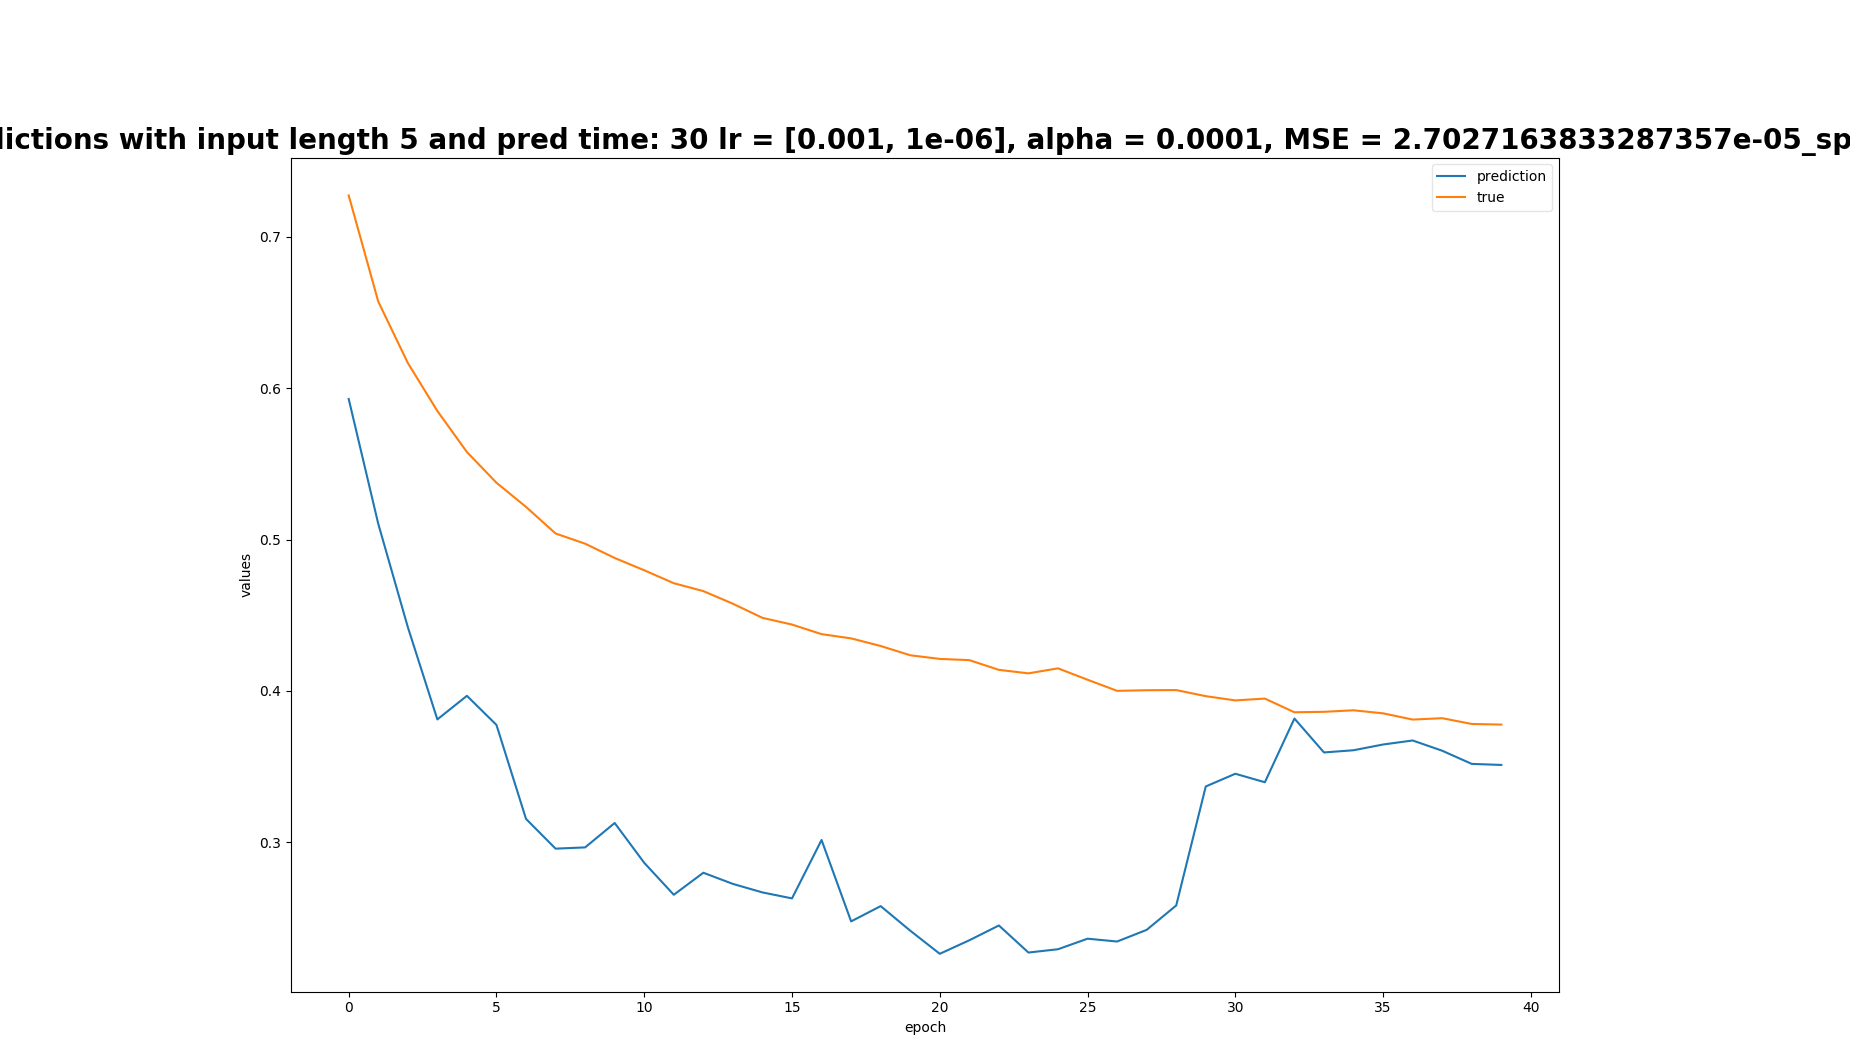 lictions with input length 5 and pred time: 30 lr = [0.001, 1e-06], alpha = 0.0001, MSE = 2.7027163833287357e-05_sp
prediction
true
0.7
0.6
0.5
0.4
0.3
values
0 5 10 15 20 25 30 35 40
epoch